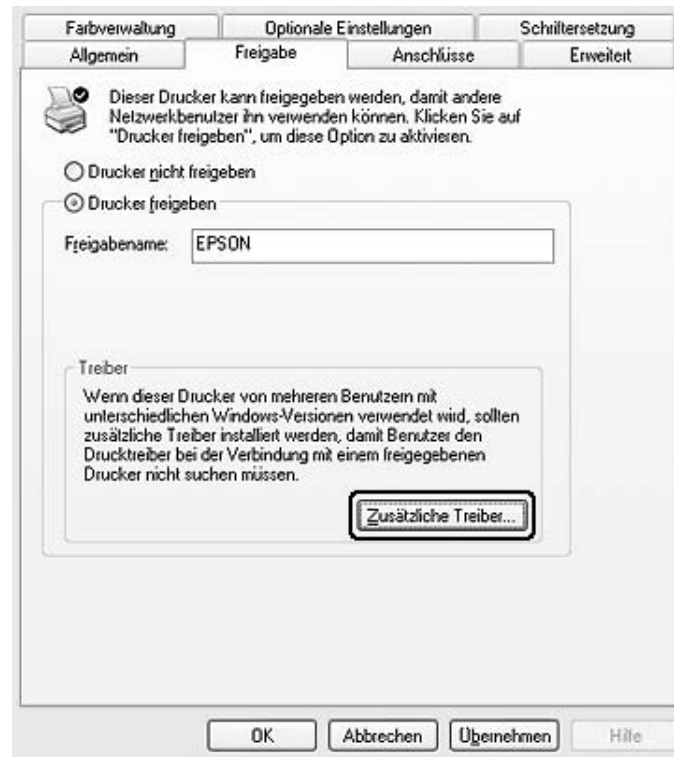 Farbverwaltung Optionale Einstellungen Schriftersetzung
Allgemein Freigabe Anschlüsse Erweitert
Dieser Drucker kann freigegeben werden, damit andere
Netzwerkbenutzer ihn verwenden können. Klicken Sie auf
"Drucker freigeben", um diese Option zu aktivieren.
Drucker nicht freigeben
Drucker freigeben
Freigabename: EPSON
Treiber
Wenn dieser Drucker von mehreren Benutzern mit
unterschiedlichen Windows-Versionen verwendet wird, sollten
zusätzliche Treiber installiert werden, damit Benutzer den
Drucktreiber bei der Verbindung mit einem freigegebenen
Drucker nicht suchen müssen.
Zusätzliche Treiber...
OK Abbrechen Übernehmen Hilfe